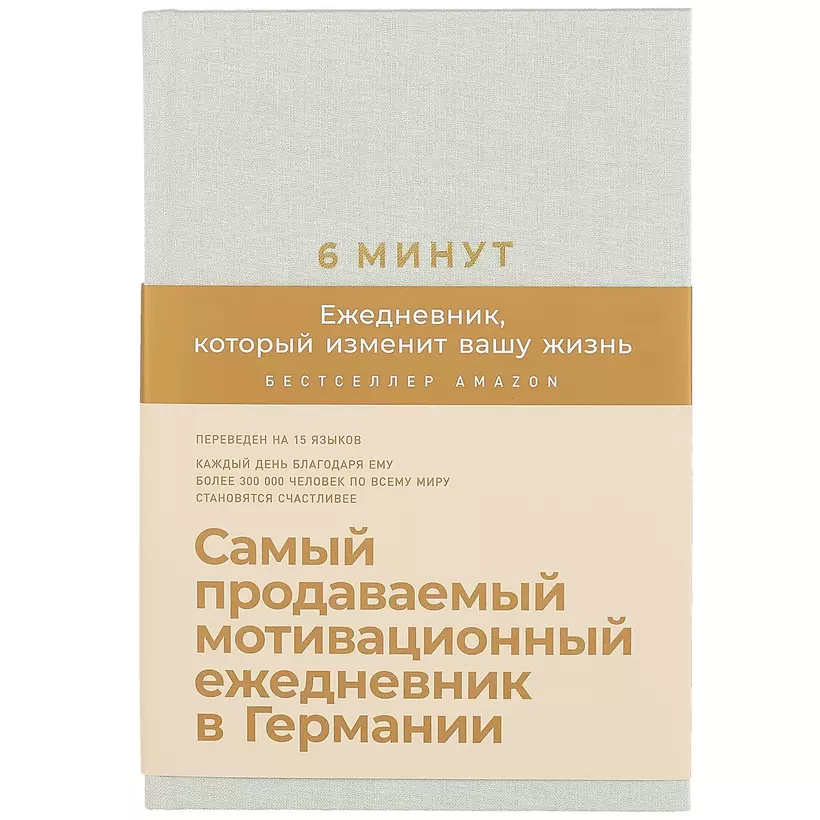 6 МИНУТ
Ежедневник,
который изменит вашу жизнь
БЕСТСЕЛЛЕР AMAZON
ПЕРЕВЕДЕН НА 15 ЯЗЫКОВ
КАЖДЫЙ ДЕНЬ БЛАГОДАРЯ ЕМУ
БОЛЕЕ 300 000 ЧЕЛОВЕК ПО ВСЕМУ МИРУ
СТАНОВЯТСЯ СЧАСТЛИВЕЕ
Самый
продаваемый
мотивационный
ежедневник
в Германии